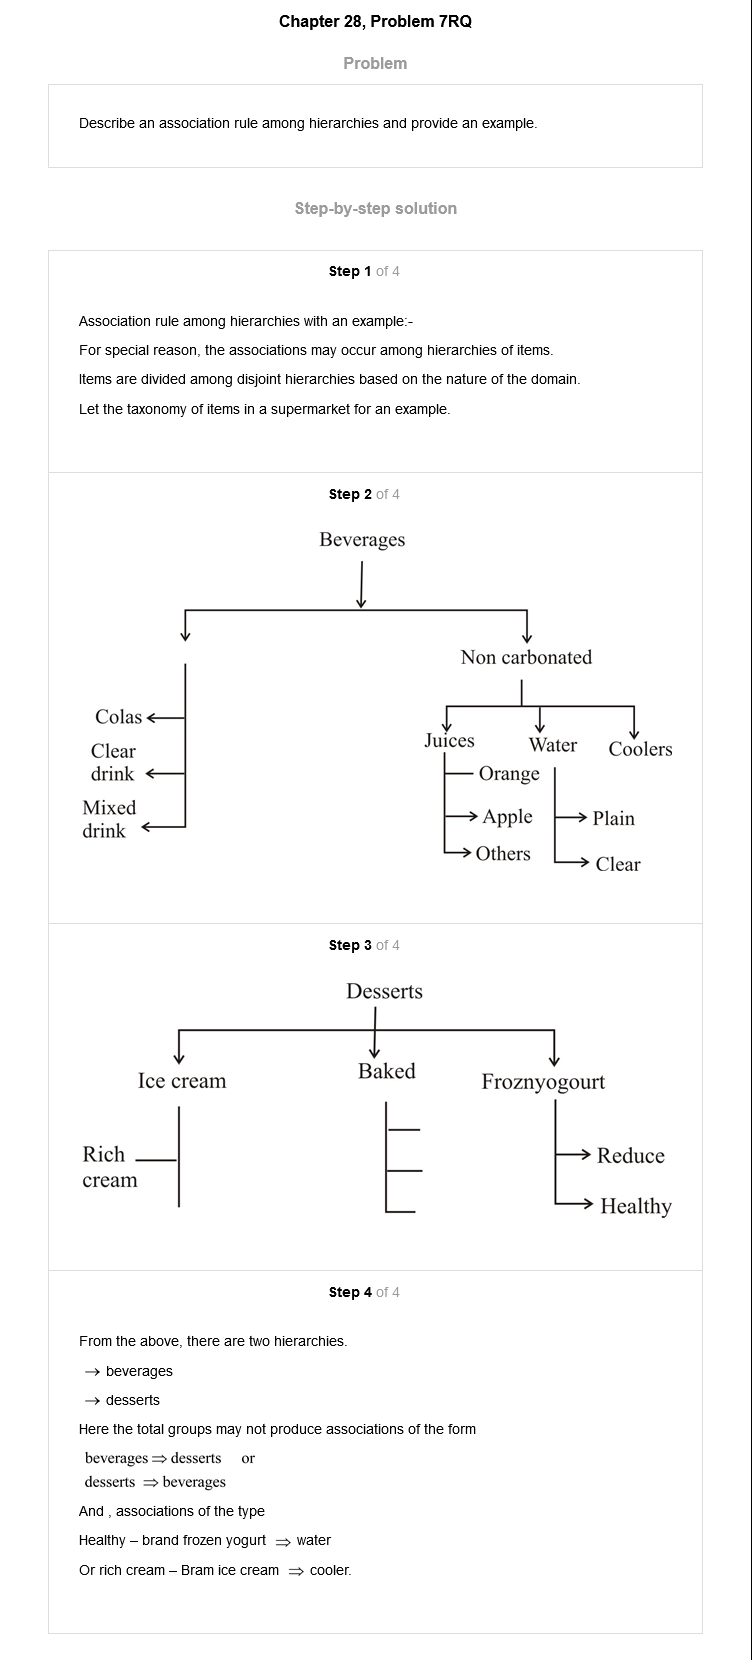 Chapter 28, Problem 7RQ
Problem
Describe an association rule among hierarchies and provide an example.
Step-by-step solution
Step 1 of 4
Association rule among hierarchies with an example:-
For special reason, the associations may occur among hierarchies of items.
Items are divided among disjoint hierarchies based on the nature of the domain.
Let the taxonomy of items in a supermarket for an example.
Step 2 of 4
Beverages
Non carbonated
Colas
Clear
drink
Mixed
drink
Juices
Water
Coolers
Orange
Apple
Others
Plain
Clear
Step 3 of 4
Desserts
Ice cream
Baked
Froznyogourt
Rich
cream
Reduce
Healthy
Step 4 of 4
From the above, there are two hierarchies.
→ beverages
→ desserts
Here the total groups may not produce associations of the form
beverages ⇒ desserts or
desserts ⇒ beverages
And , associations of the type
Healthy – brand frozen yogurt ⇒ water
Or rich cream – Bram ice cream ⇒ cooler.